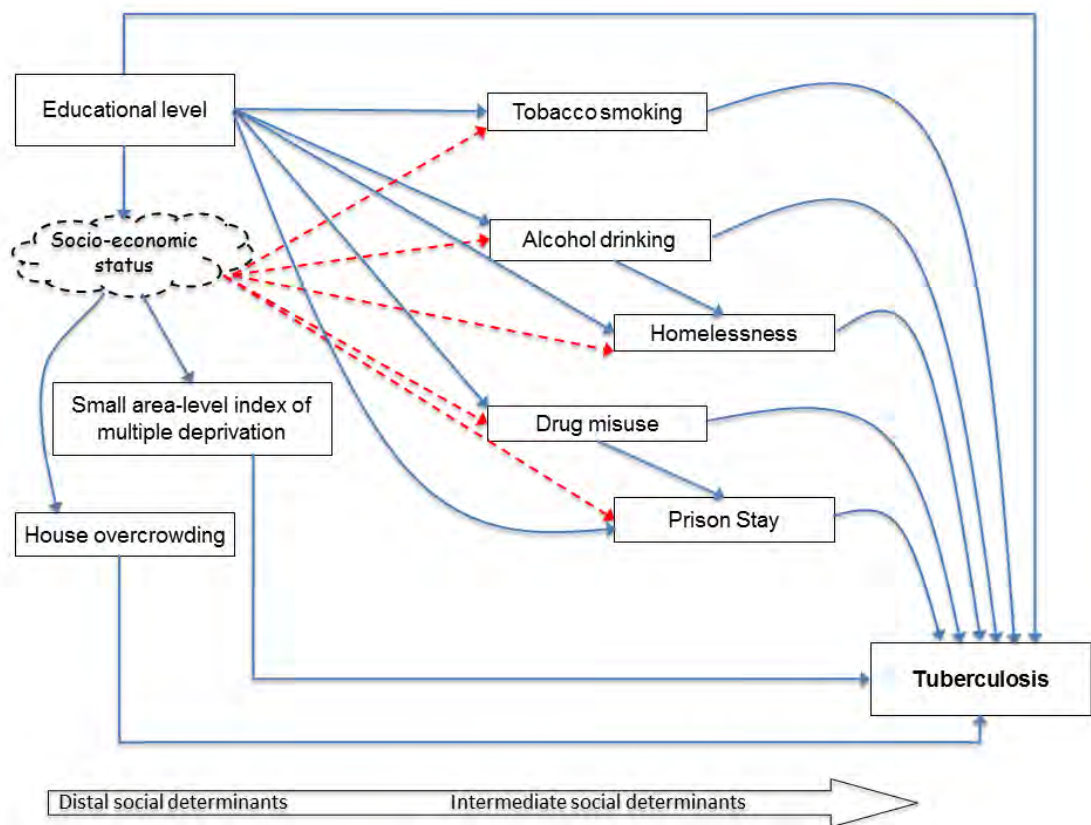 Educational level
Tobacco smoking
Socio-economic
status
Alcohol drinking
Homelessness
Small area-level index of
multiple deprivation
Drug misuse
Prison Stay
House overcrowding
Tuberculosis
Distal social determinants
Intermediate social determinants